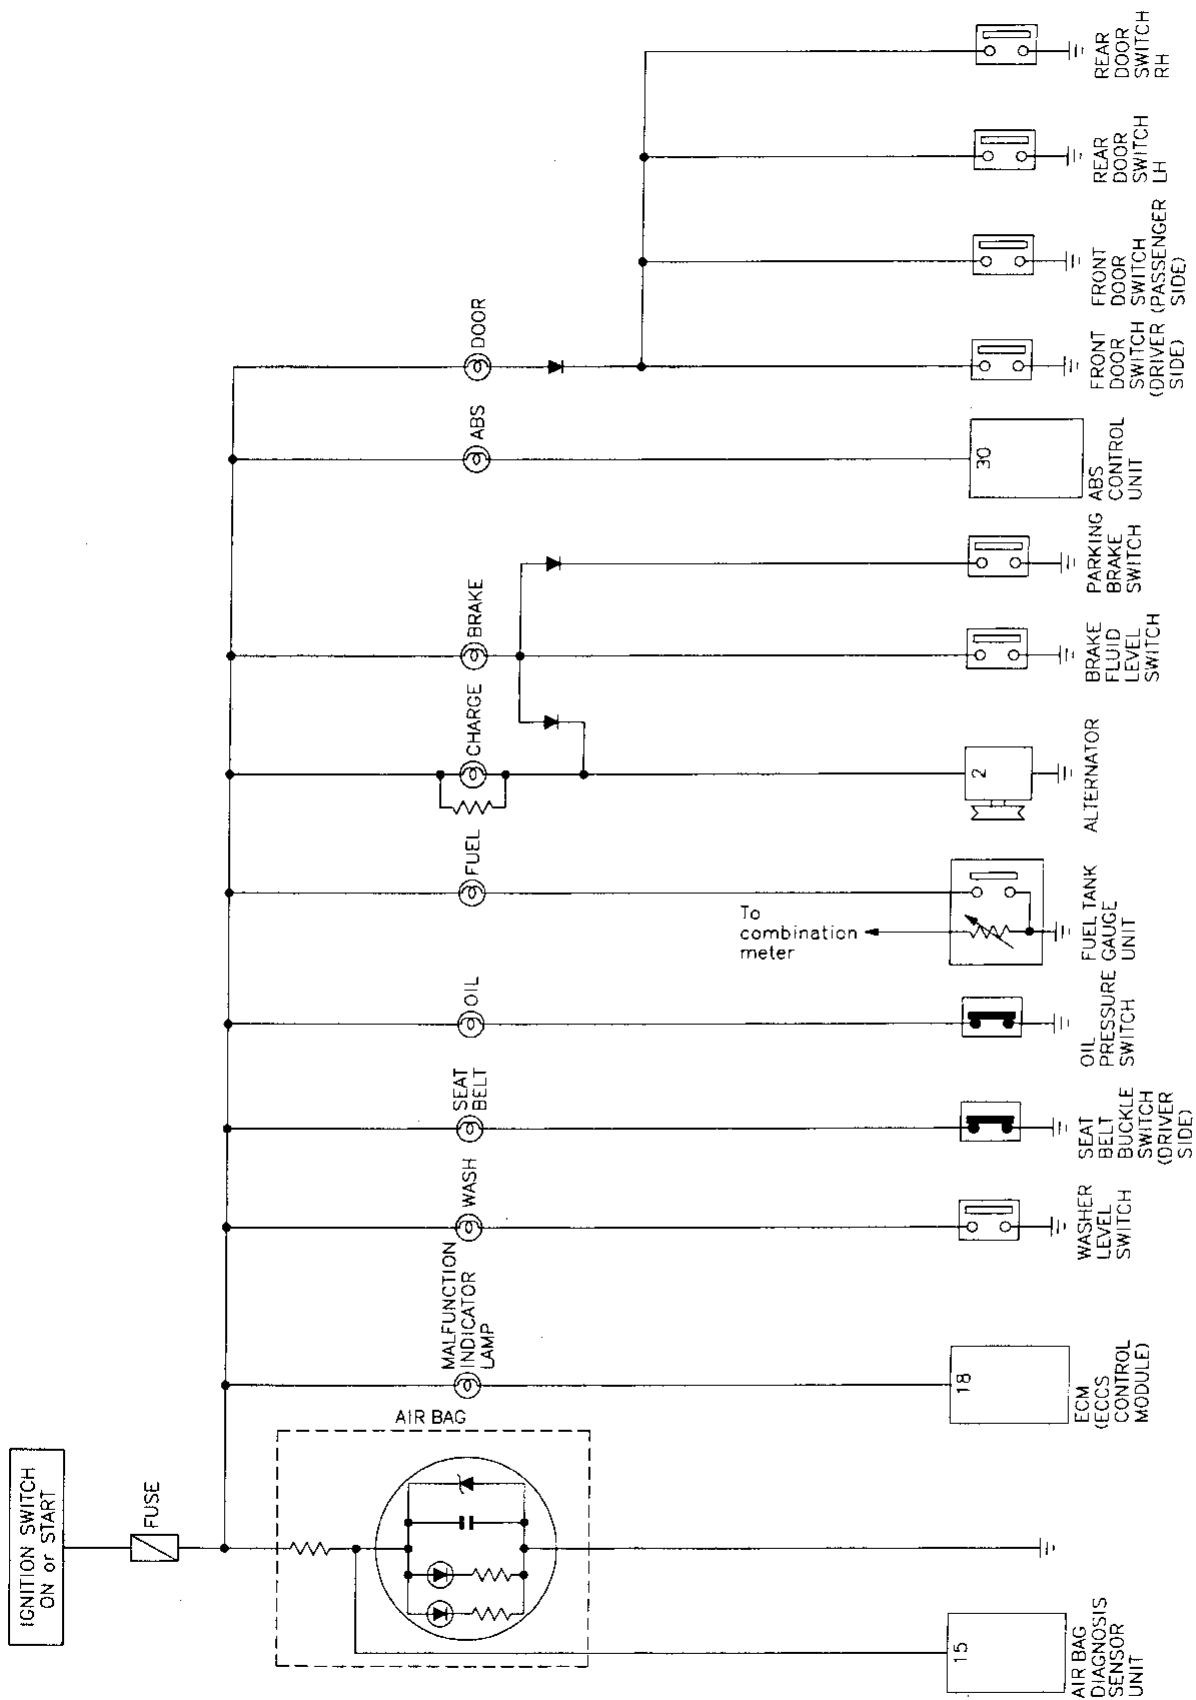 IGNITION SWITCH
ON or START
FUSE
AIR BAG
MALFUNCTION
INDICATOR
LAMP
WASH
SEAT
BELT
OIL
FUEL
CHARGE
BRAKE
ABS
DOOR
To
combination
meter
15
AIR BAG
DIAGNOSIS
SENSOR
UNIT
18
ECM
(ECCS
CONTROL
MODULE)
WASHER
LEVEL
SWITCH
SEAT
BELT
BUCKLE
SWITCH
(DRIVER
SIDE)
OIL
PRESSURE
SWITCH
FUEL TANK
GAUGE
UNIT
2
ALTERNATOR
BRAKE
FLUID
LEVEL
SWITCH
PARKING
BRAKE
SWITCH
30
ABS
CONTROL
UNIT
FRONT
DOOR
SWITCH
(DRIVER
SIDE)
FRONT
DOOR
SWITCH
(PASSENGER
SIDE)
REAR
DOOR
SWITCH
LH
REAR
DOOR
SWITCH
RH